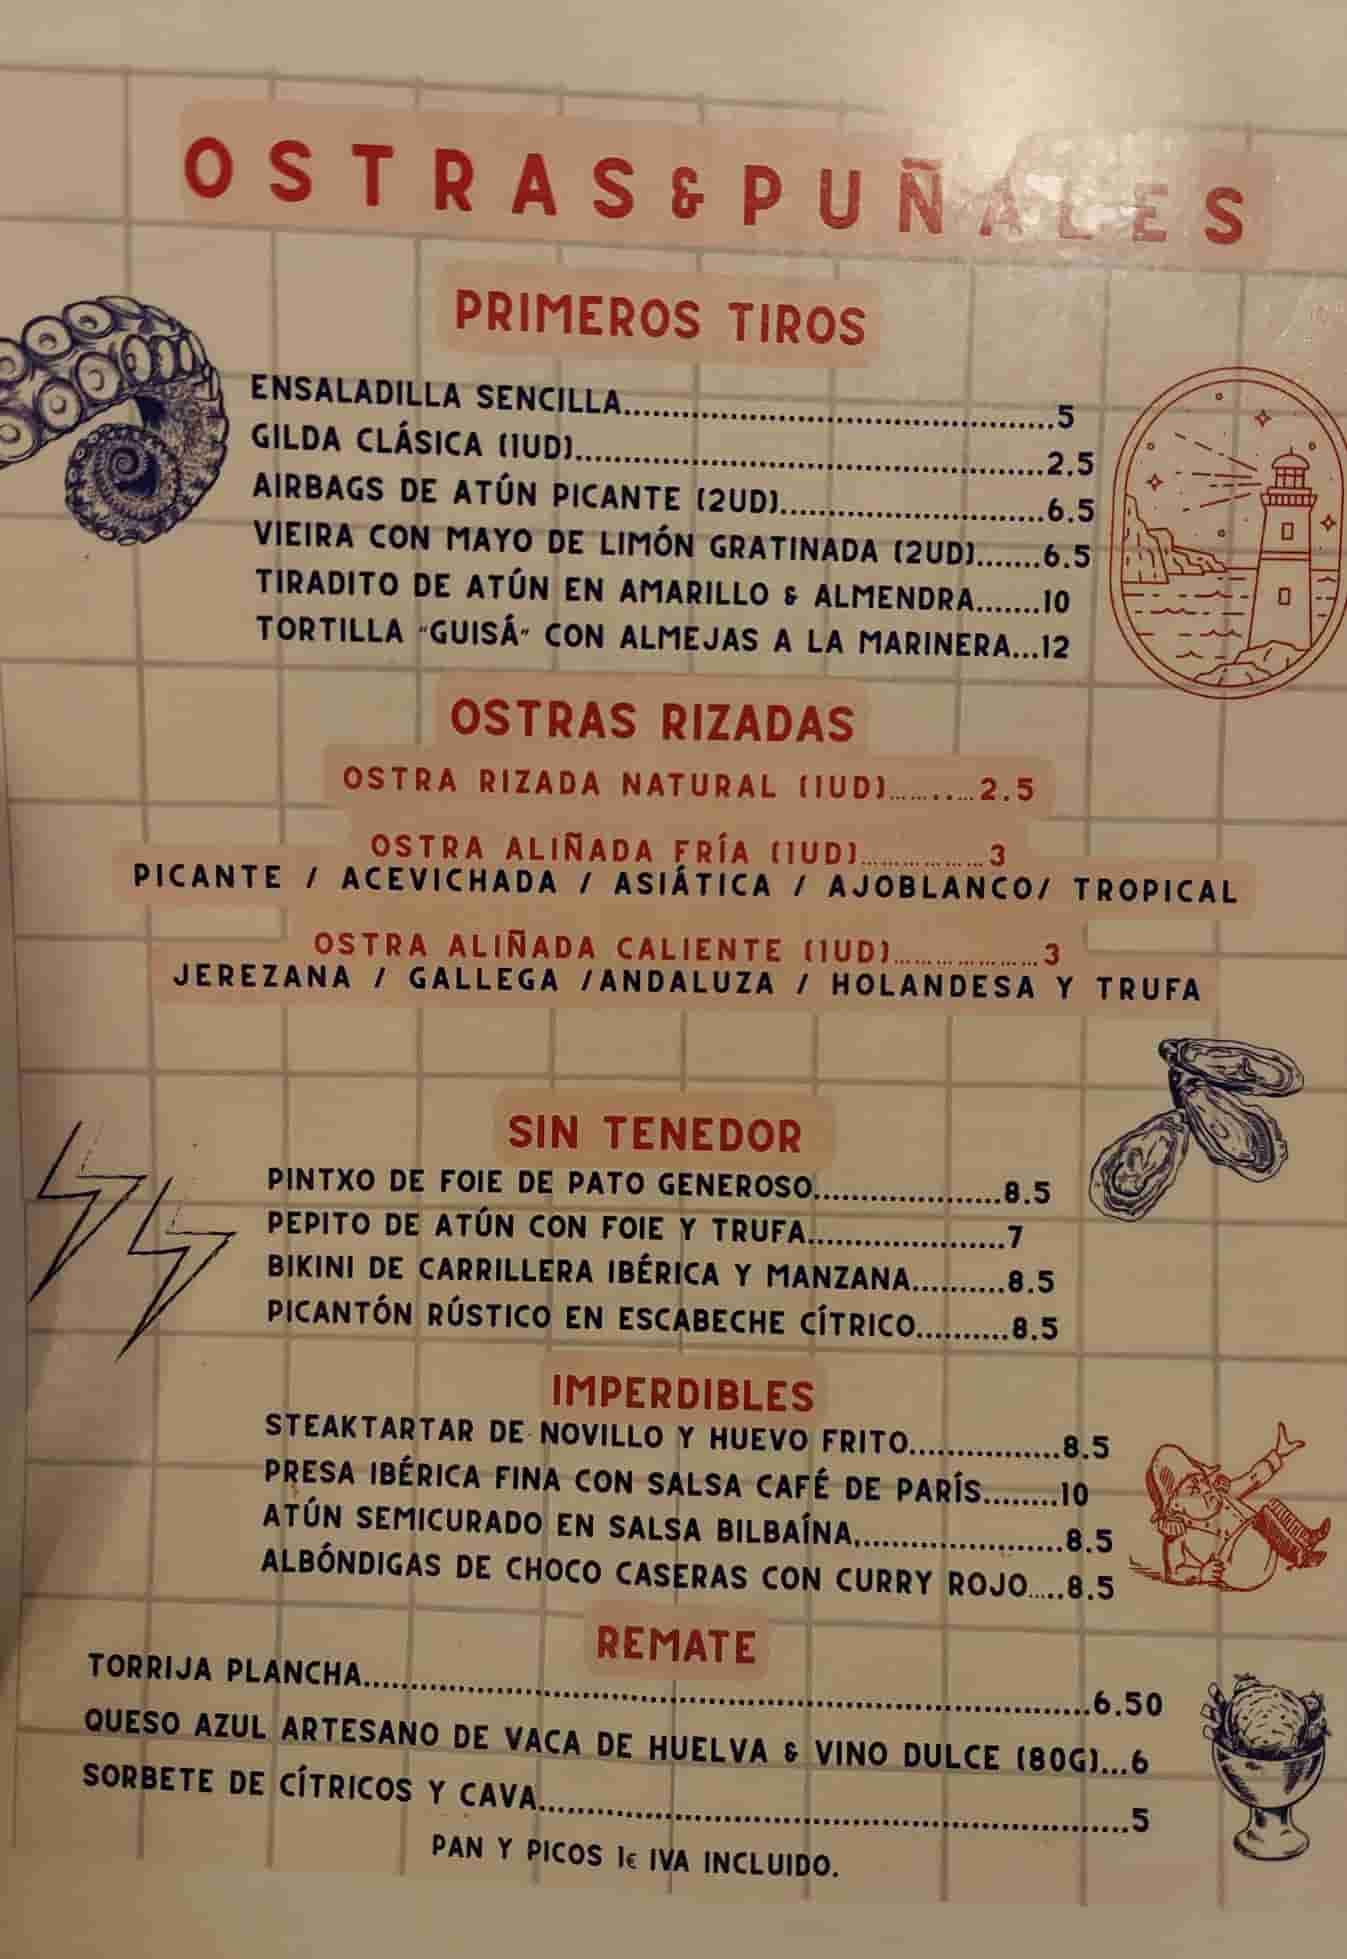 OSTRAS & PUÑALES
PRIMEROS TIROS
ENSALADILLA SENCILLA...............................................5
GILDA CLÁSICA (1UD)..................................................2.5
AIRBAGS DE ATÚN PICANTE (2UD)............................6.5
VIEIRA CON MAYO DE LIMÓN GRATINADA (2UD).......6.5
TIRADITO DE ATÚN EN AMARILLO & ALMENDRA.......10
TORTILLA "GUISÁ" CON ALMEJAS A LA MARINERA...12
OSTRAS RIZADAS
OSTRA RIZADA NATURAL (1UD)..........2.5
OSTRA ALIÑADA FRÍA (1UD)..................3
PICANTE / ACEVICHADA / ASIÁTICA / AJOBLANCO/ TROPICAL
OSTRA ALIÑADA CALIENTE (1UD).....................3
JEREZANA / GALLEGA /ANDALUZA / HOLANDESA Y TRUFA
SIN TENEDOR
PINTXO DE FOIE DE PATO GENEROSO....................8.5
PEPITO DE ATÚN CON FOIE Y TRUFA.....................7
BIKINI DE CARRILLERA IBÉRICA Y MANZANA..........8.5
PICANTÓN RÚSTICO EN ESCABECHE CÍTRICO..........8.5
IMPERDIBLES
STEAKTARTAR DE NOVILLO Y HUEVO FRITO................8.5
PRESA IBÉRICA FINA CON SALSA CAFÉ DE PARÍS........10
ATÚN SEMICURADO EN SALSA BILBAÍNA,.....................8.5
ALBÓNDIGAS DE CHOCO CASERAS CON CURRY ROJO.....8.5
REMATE
TORRIJA PLANCHA..............................................................................6.50
QUESO AZUL ARTESANO DE VACA DE HUELVA & VINO DULCE (80G)...6
SORBETE DE CÍTRICOS Y CAVA...............................................................5
PAN Y PICOS 1€ IVA INCLUIDO.